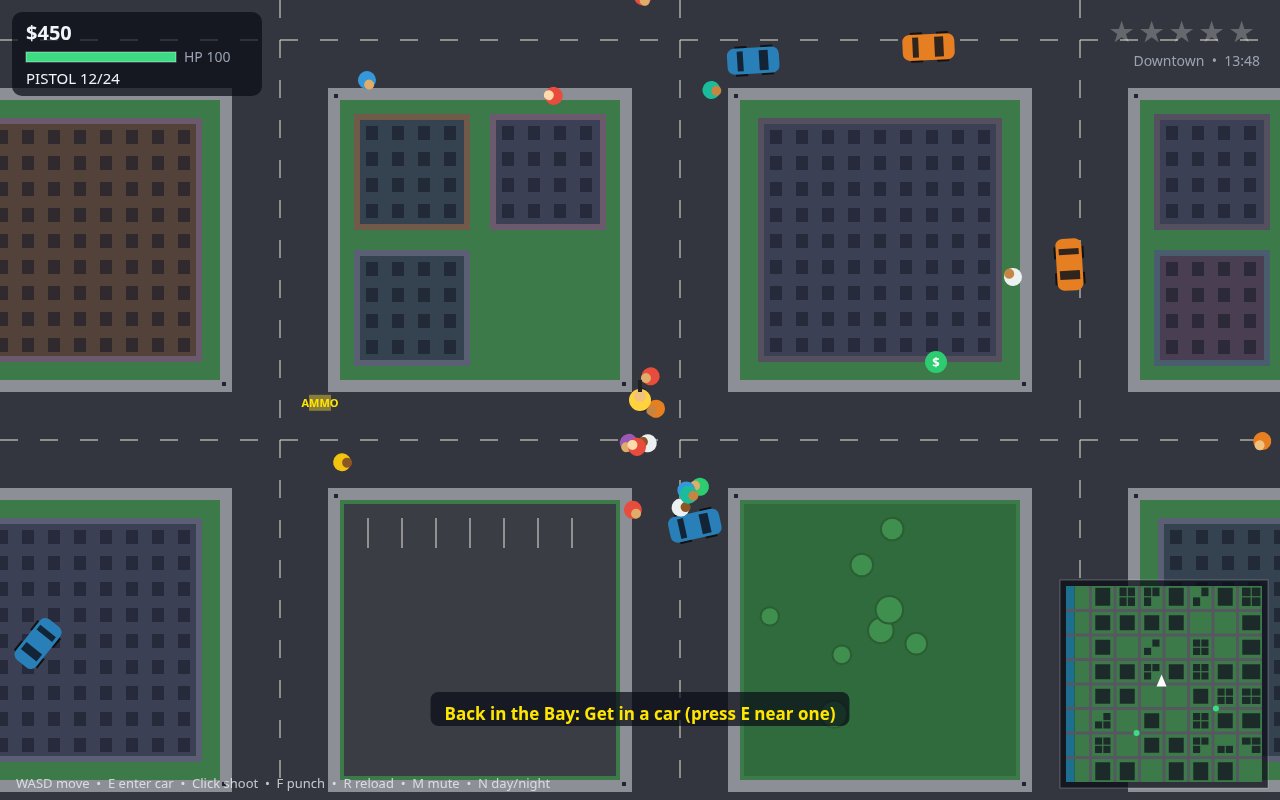 $450
HP 100
PISTOL 12/24
Downtown • 13:48
$
AMMO
Back in the Bay: Get in a car (press E near one)
WASD move • E enter car • Click shoot • F punch • R reload • M mute • N day/night